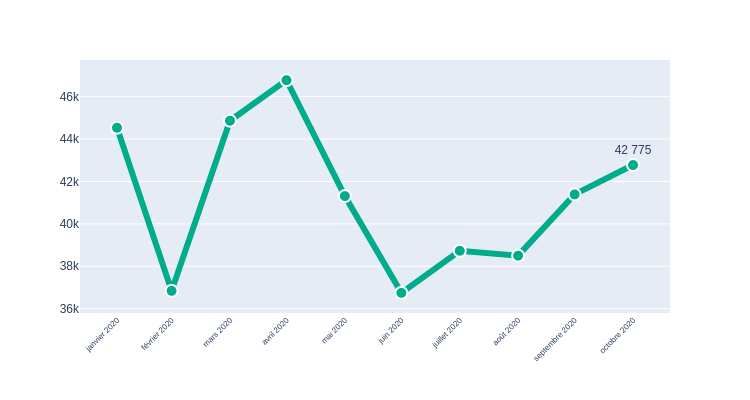 46k
44k
42k
40k
38k
36k
42 775
janvier 2020
février 2020
mars 2020
avril 2020
mai 2020
juin 2020
juillet 2020
août 2020
septembre 2020
octobre 2020